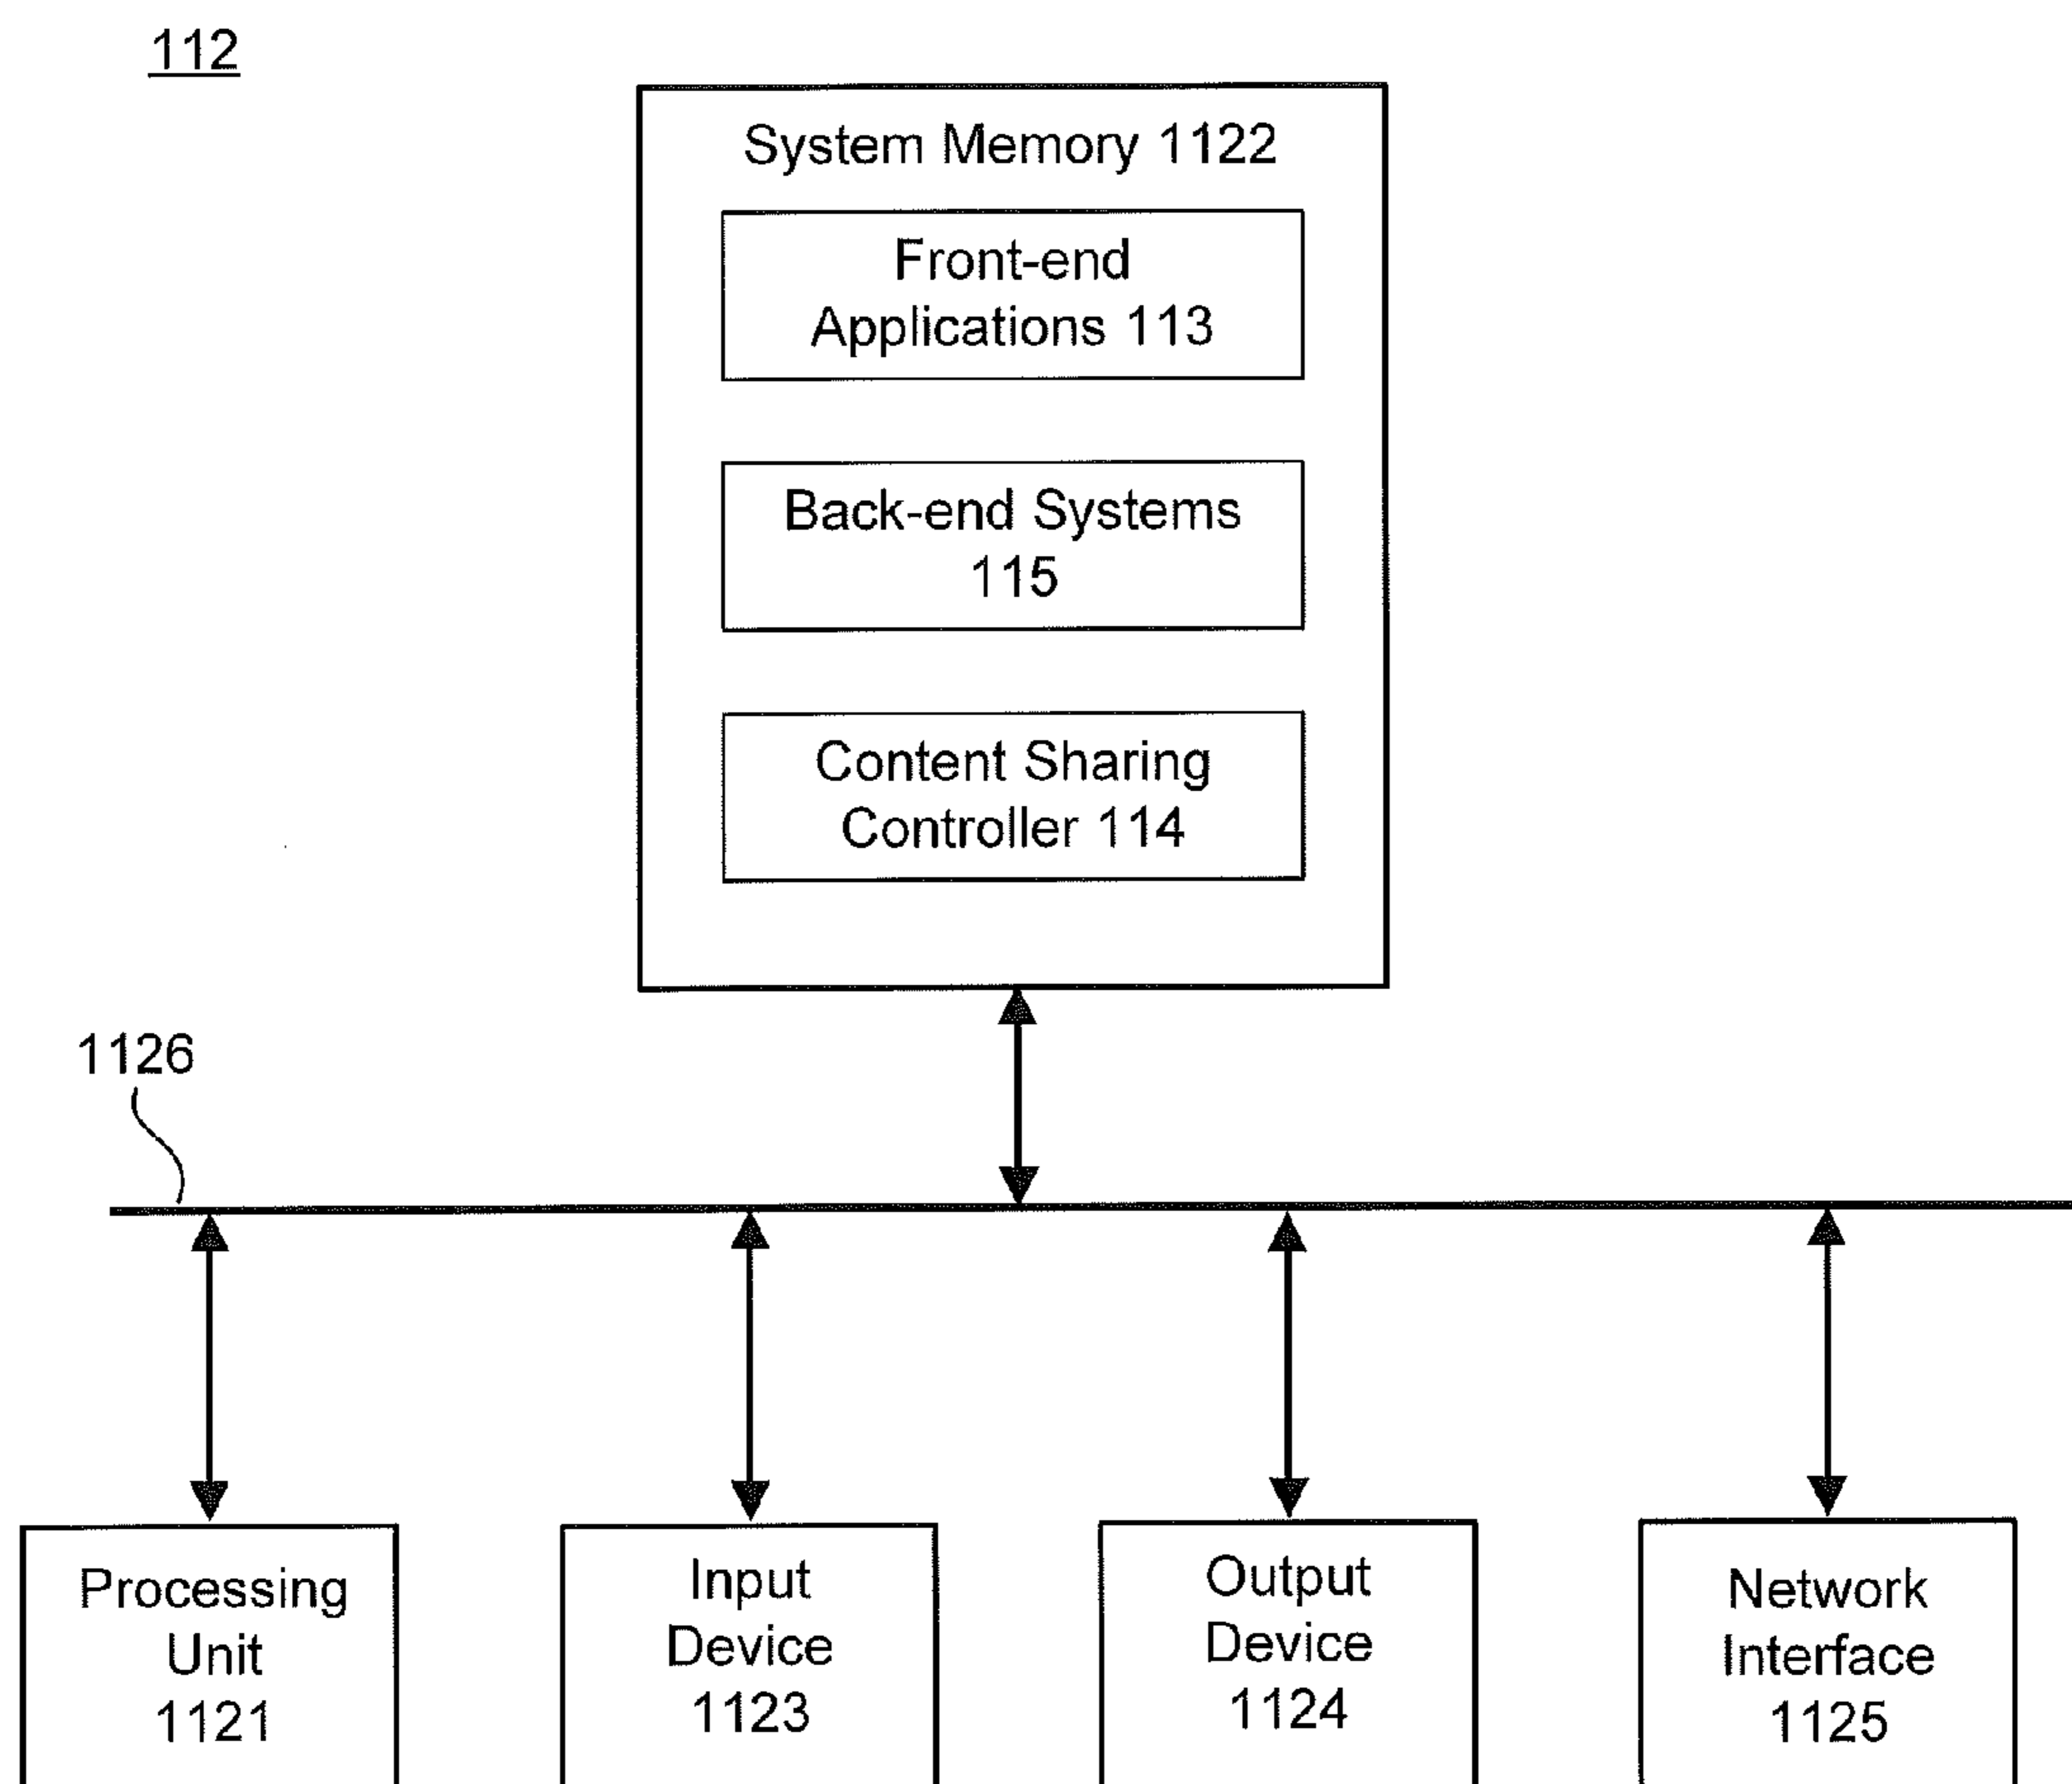 112
System Memory 1122
Front-end
Applications 113
Back-end Systems
115
Content Sharing
Controller 114
1126
Processing
Unit
1121
Input
Device
1123
Output
Device
1124
Network
Interface
1125